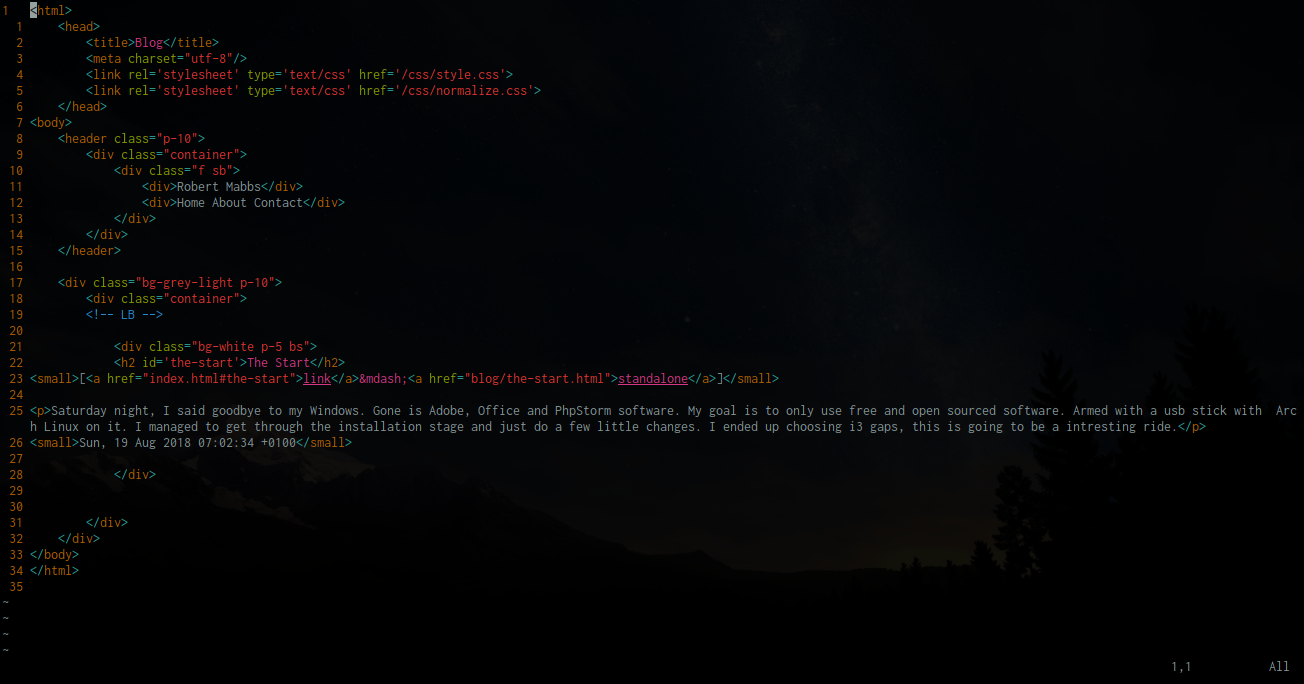 1 <html>
1 <head>
2 <title>Blog</title>
3 <meta charset="utf-8"/>
4 <link rel='stylesheet' type='text/css' href='/css/style.css'>
5 <link rel='stylesheet' type='text/css' href='/css/normalize.css'>
6 </head>
7 <body>
8 <header class="p-10">
9 <div class="container">
10 <div class="f sb">
11 <div>Robert Mabbs</div>
12 <div>Home About Contact</div>
13 </div>
14 </div>
15 </header>
16
17 <div class="bg-grey-light p-10">
18 <div class="container">
19 <!-- LB -->
20
21 <div class="bg-white p-5 bs">
22 <h2 id='the-start'>The Start</h2>
23 <small>[<a href="index.html#the-start">link</a>&mdash;<a href="blog/the-start.html">standalone</a>]</small>
24
25 <p>Saturday night, I said goodbye to my Windows. Gone is Adobe, Office and PhpStorm software. My goal is to only use free and open sourced software. Armed with a usb stick with  Arc
h Linux on it. I managed to get through the installation stage and just do a few little changes. I ended up choosing i3 gaps, this is going to be a intresting ride.</p>
26 <small>Sun, 19 Aug 2018 07:02:34 +0100</small>
27
28 </div>
29
30
31 </div>
32 </div>
33 </body>
34 </html>
35
~
~
~
~
1,1 All